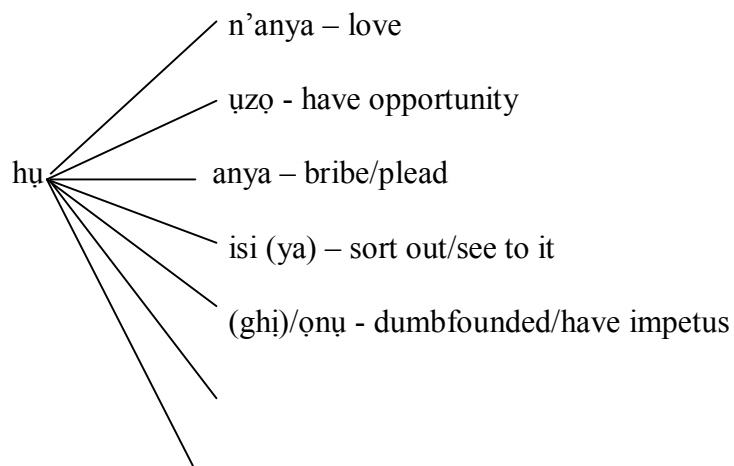 n’anya – love
ụzọ - have opportunity
hụ anya – bribe/plead
isi (ya) – sort out/see to it
(ghị)/ọnụ - dumbfounded/have impetus